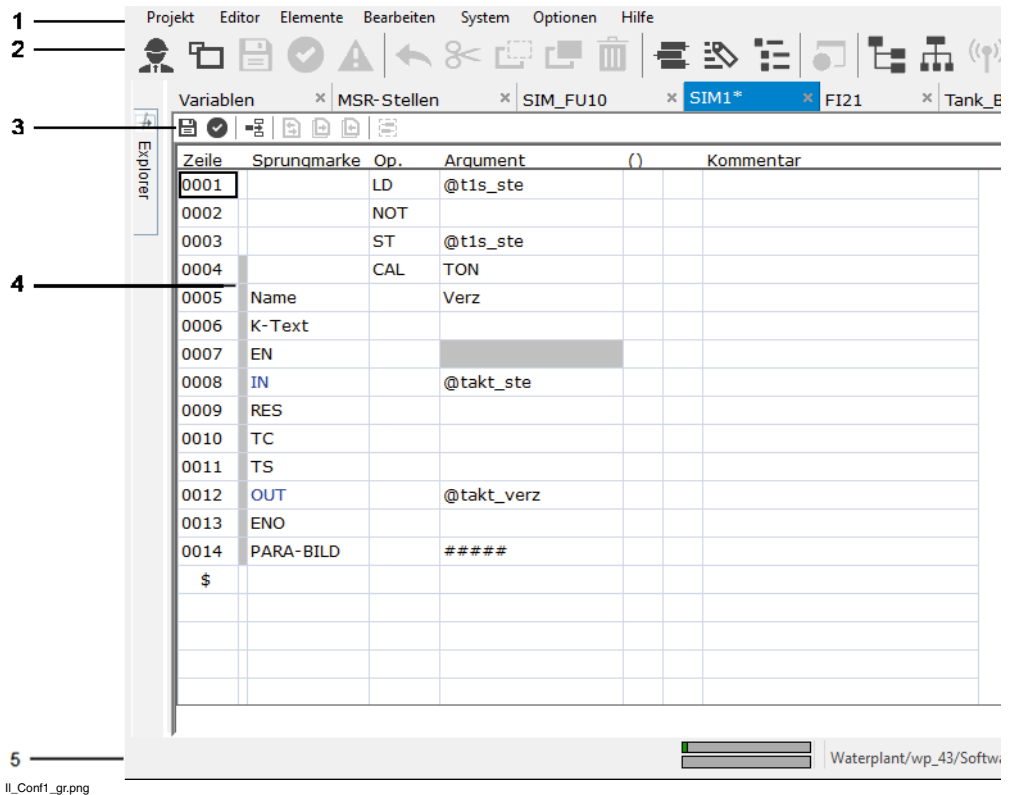 1 Projekt Editor Elemente Bearbeiten System Optionen Hilfe
2
Variablen × MSR-Stellen × SIM_FU10 × SIM1* × FI21 × Tank_B
3
Explorer
Zeile Sprungmarke Op. Argument () Kommentar
0001 LD @t1s_ste
0002 NOT
0003 ST @t1s_ste
0004 CAL TON
4
0005 Name Verz
0006 K-Text
0007 EN
0008 IN @takt_ste
0009 RES
0010 TC
0011 TS
0012 OUT @takt_verz
0013 ENO
0014 PARA-BILD #####
$
5 Waterplant/wp_43/Softwa
II_Conf1_gr.png